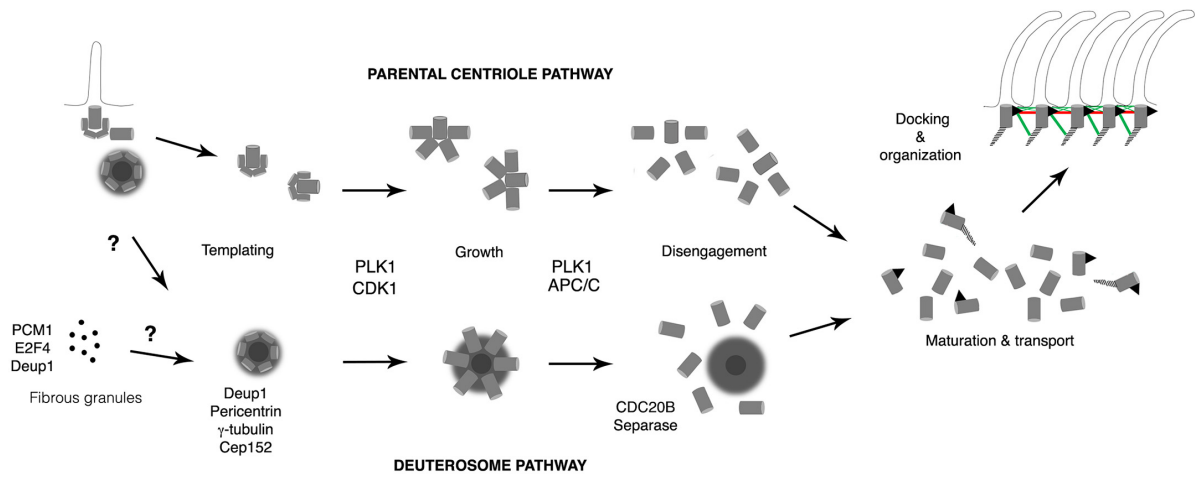 PARENTAL CENTRIOLE PATHWAY
Docking
&
organization
?
Templating
Growth
Disengagement
PLK1
CDK1
PLK1
APC/C
PCM1
E2F4
Deup1
?
Fibrous granules
Maturation & transport
Deup1
Pericentrin
γ-tubulin
Cep152
CDC20B
Separase
DEUTEROSOME PATHWAY